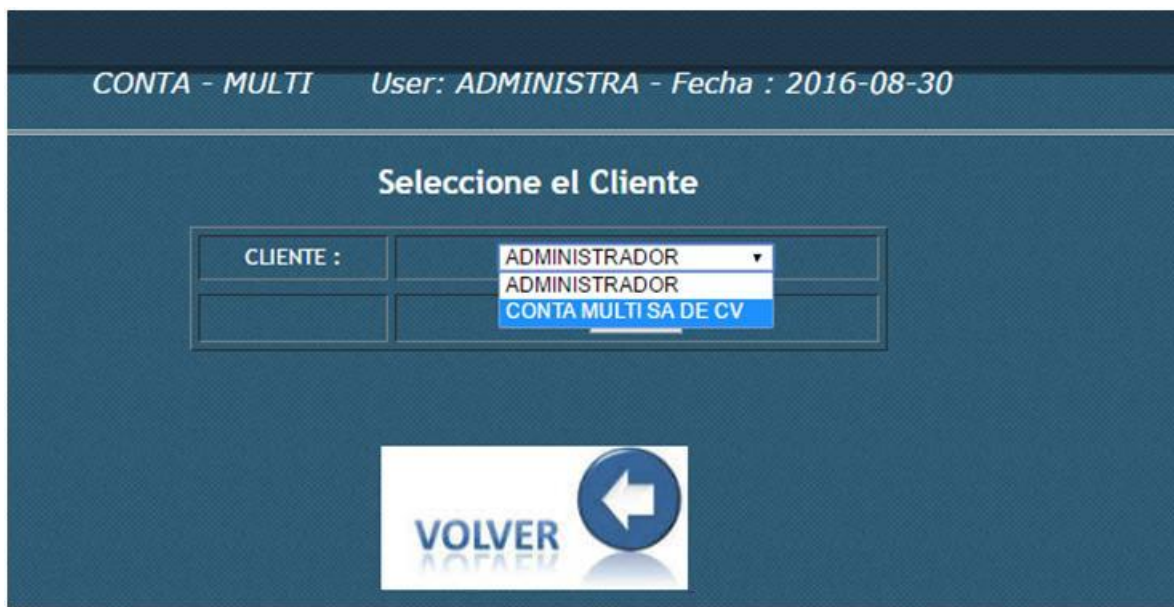 CONTA - MULTI User: ADMINISTRA - Fecha : 2016-08-30
Seleccione el Cliente
CLIENTE : ADMINISTRADOR
ADMINISTRADOR
CONTA MULTI SA DE CV
VOLVER